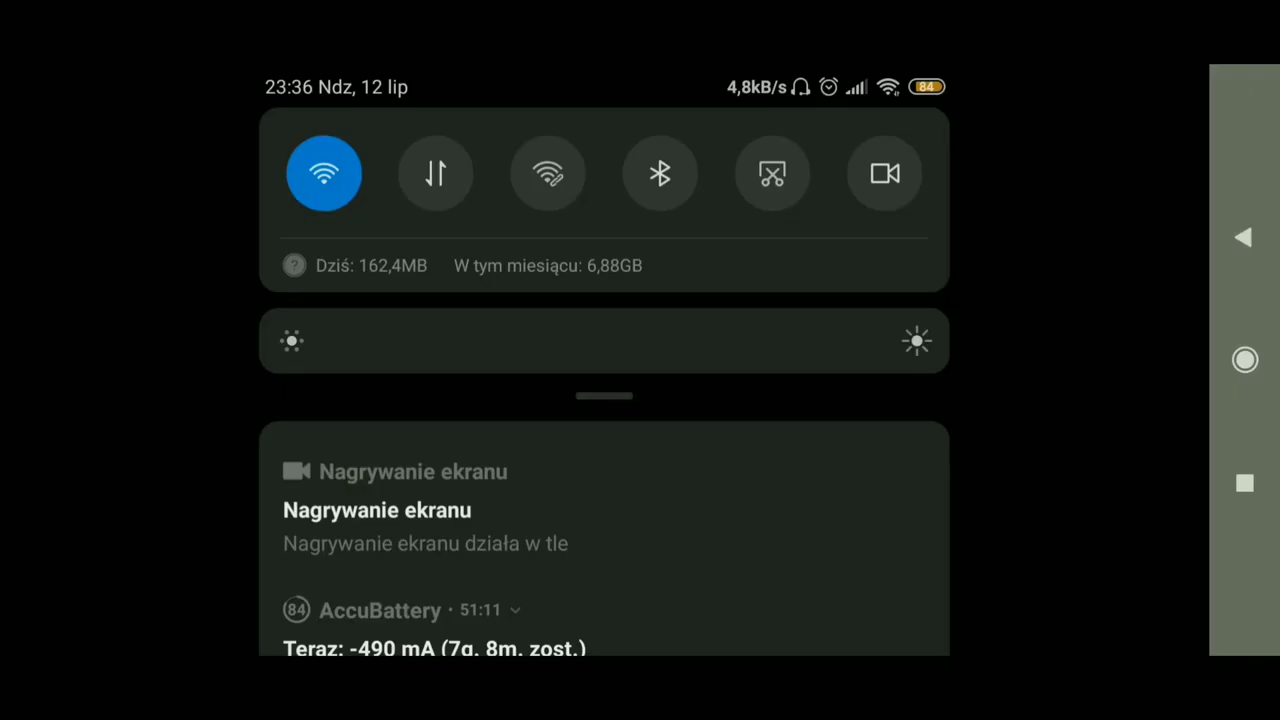 23:36 Ndz, 12 lip 4,8kB/s 84
Dziś: 162,4MB W tym miesiącu: 6,88GB
Nagrywanie ekranu
Nagrywanie ekranu
Nagrywanie ekranu działa w tle
84 AccuBattery · 51:11
Teraz: -490 mA (7g. 8m. zost.)